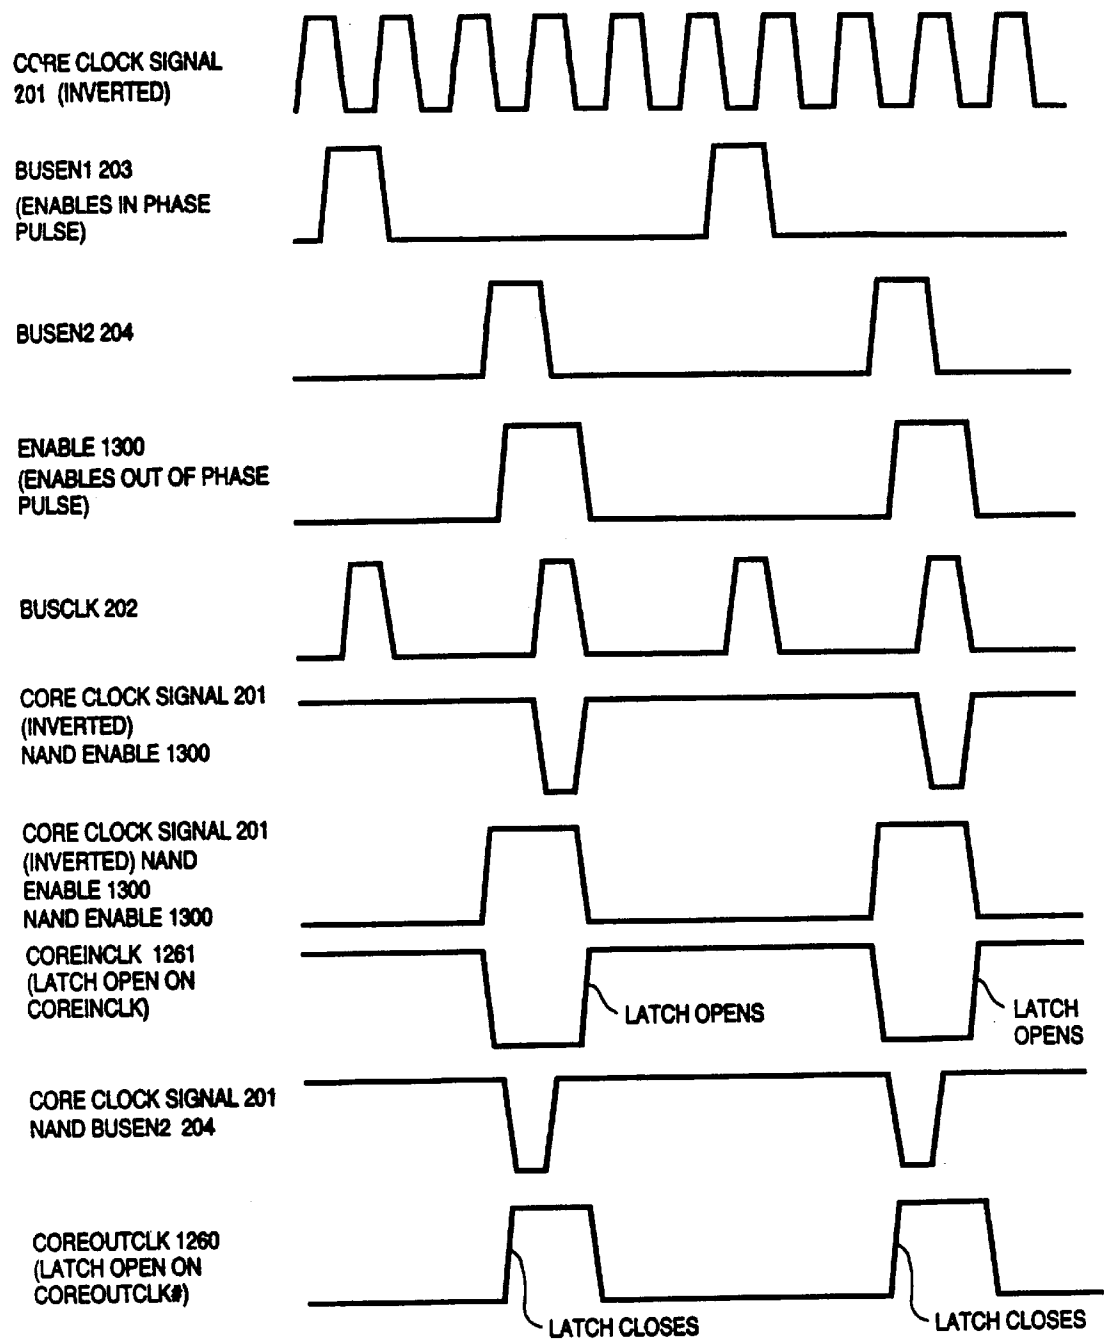 CORE CLOCK SIGNAL
201 (INVERTED)
BUSEN1 203
(ENABLES IN PHASE
PULSE)
BUSEN2 204
ENABLE 1300
(ENABLES OUT OF PHASE
PULSE)
BUSCLK 202
CORE CLOCK SIGNAL 201
(INVERTED)
NAND ENABLE 1300
CORE CLOCK SIGNAL 201
(INVERTED) NAND
ENABLE 1300
NAND ENABLE 1300
COREINCLK 1261
(LATCH OPEN ON
COREINCLK)
LATCH OPENS
LATCH
OPENS
CORE CLOCK SIGNAL 201
NAND BUSEN2 204
COREOUTCLK 1260
(LATCH OPEN ON
COREOUTCLK#)
LATCH CLOSES
LATCH CLOSES